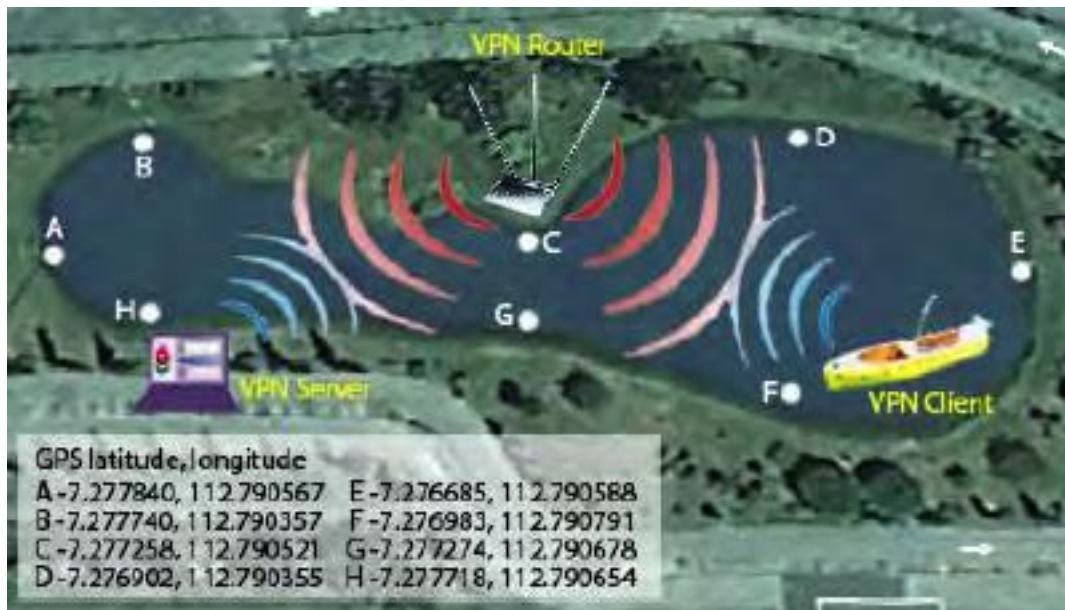 VPN Router
B
D
A
C
E
H
G
F
VPN Server
VPN Client
GPS latitude, longitude
A -7.277840, 112.790567 E -7.276685, 112.790588
B -7.277740, 112.790357 F -7.276983, 112.790791
C -7.277258, 112.790521 G -7.277274, 112.790678
D -7.276902, 112.790355 H -7.277718, 112.790654